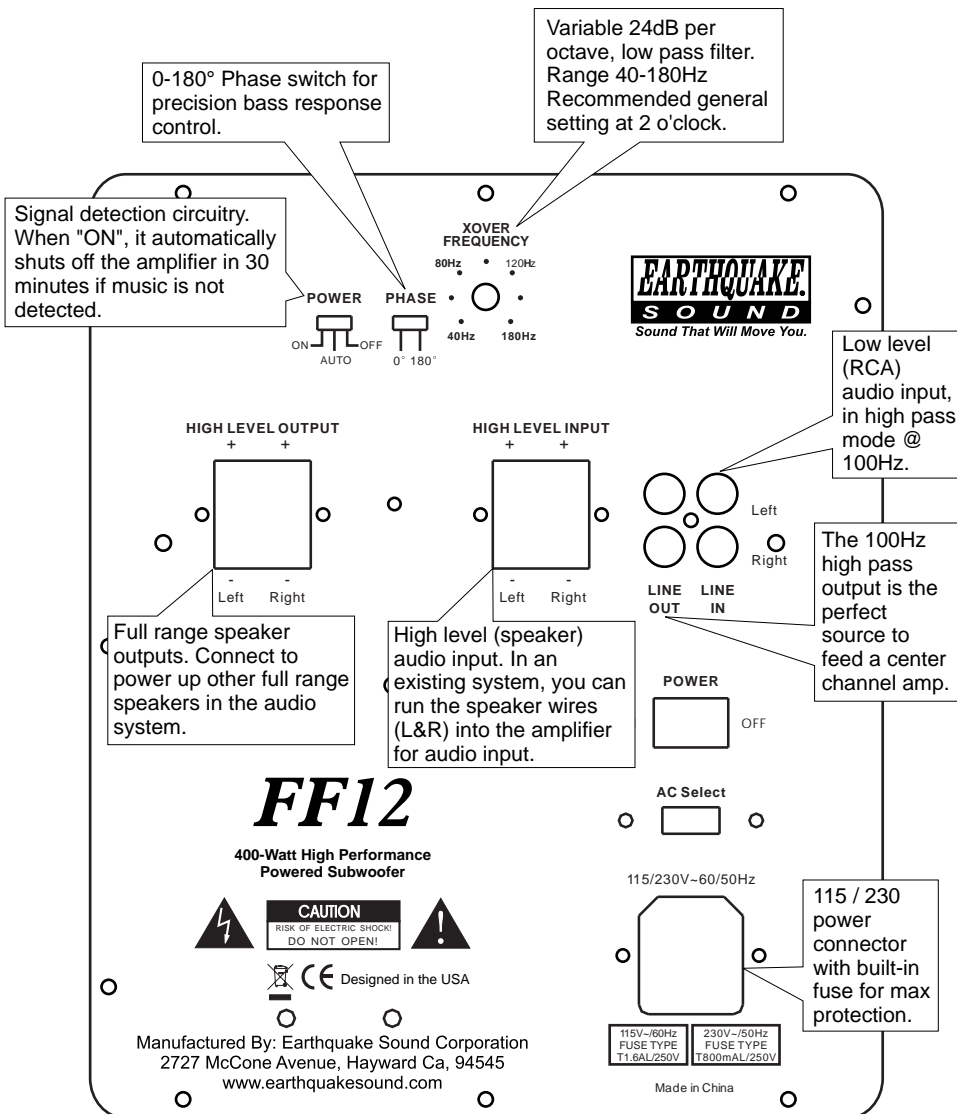 Variable 24dB per
octave, low pass filter.
Range 40-180Hz
Recommended general
setting at 2 o'clock.
0-180° Phase switch for
precision bass response
control.
Signal detection circuitry.
When "ON", it automatically
shuts off the amplifier in 30
minutes if music is not
detected.
XOVER
FREQUENCY
80Hz 120Hz
40Hz 180Hz
POWER PHASE
ON OFF
AUTO
0° 180°
EARTHQUAKE.
SOUND
Sound That Will Move You.
Low level
(RCA)
audio input,
in high pass
mode @
100Hz.
HIGH LEVEL OUTPUT
+ +
- -
Left Right
HIGH LEVEL INPUT
+ +
- -
Left Right
Left
Right
LINE OUT
LINE IN
The 100Hz
high pass
output is the
perfect
source to
feed a center
channel amp.
Full range speaker
outputs. Connect to
power up other full range
speakers in the audio
system.
High level (speaker)
audio input. In an
existing system, you can
run the speaker wires
(L&R) into the amplifier
for audio input.
POWER
OFF
AC Select
FF12
400-Watt High Performance
Powered Subwoofer
CAUTION
RISK OF ELECTRIC SHOCK!
DO NOT OPEN!
CE Designed in the USA
115/230V~60/50Hz
115 / 230
power
connector
with built-in
fuse for max
protection.
115V~/60Hz
FUSE TYPE
T1.6AL/250V
230V~/50Hz
FUSE TYPE
T800mAL/250V
Manufactured By: Earthquake Sound Corporation
2727 McCone Avenue, Hayward Ca, 94545
www.earthquakesound.com
Made in China